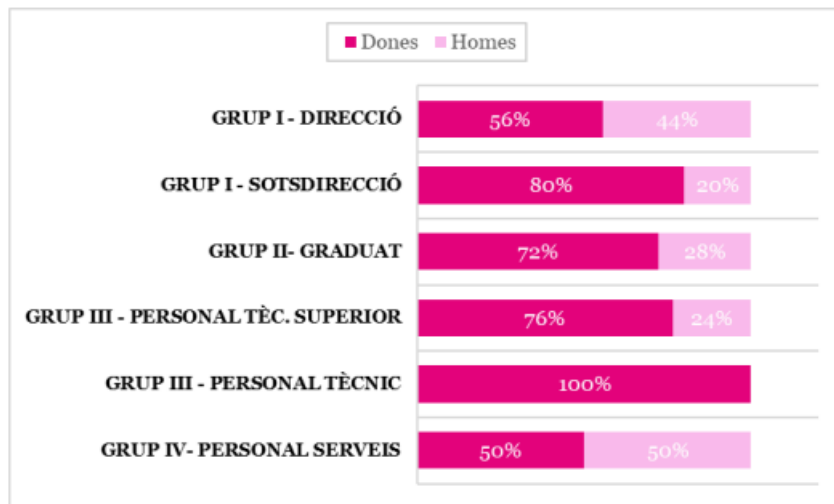 Dones Homes
GRUP I - DIRECCIÓ 56% 44%
GRUP I - SOTSDIRECCIÓ 80% 20%
GRUP II- GRADUAT 72% 28%
GRUP III - PERSONAL TÈC. SUPERIOR 76% 24%
GRUP III - PERSONAL TÈCNIC 100%
GRUP IV- PERSONAL SERVEIS 50% 50%